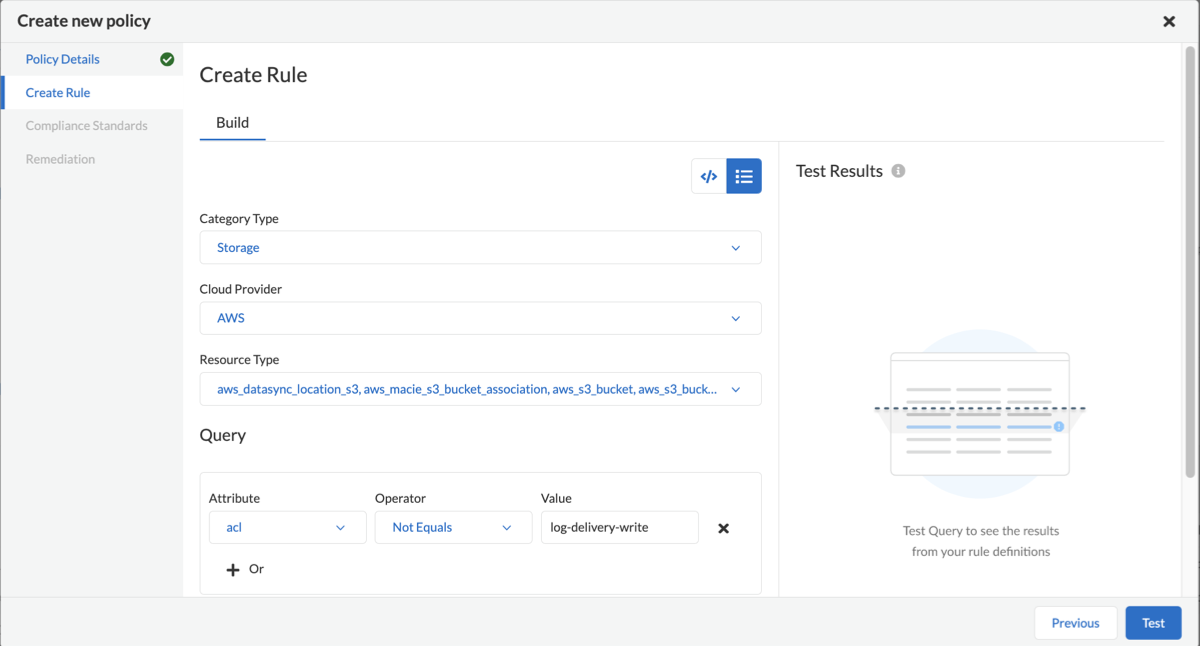 Create new policy
Policy Details
Create Rule
Compliance Standards
Remediation
Create Rule
Build
Category Type
Storage
Cloud Provider
AWS
Resource Type
aws_datasync_location_s3, aws_macie_s3_bucket_association, aws_s3_bucket, aws_s3_buck...
Query
Attribute Operator Value
acl Not Equals log-delivery-write
Or
Test Results
Test Query to see the results
from your rule definitions
Previous Test